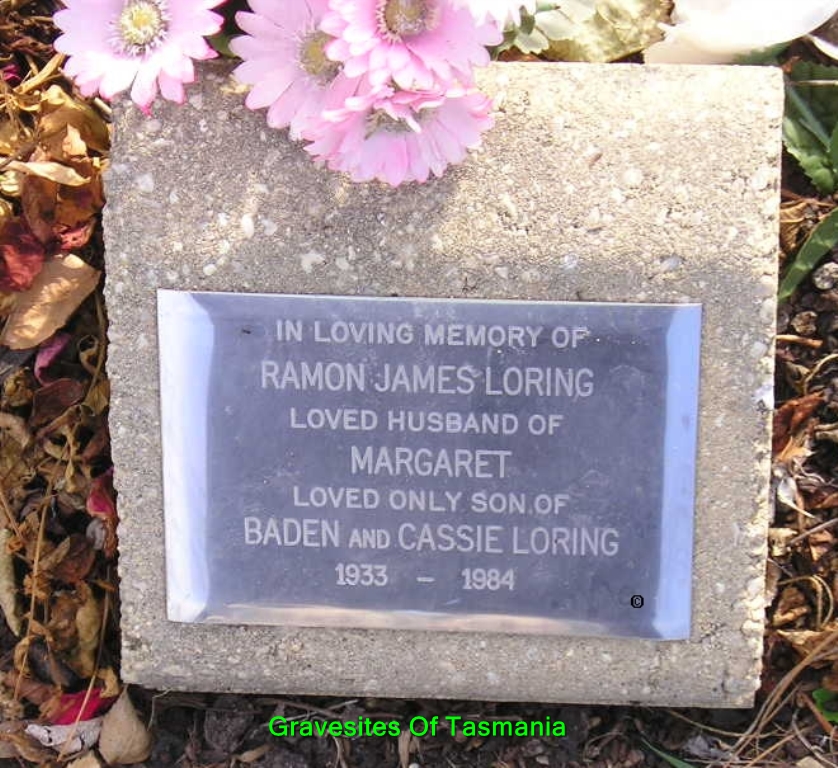 IN LOVING MEMORY OF
RAMON JAMES LORING
LOVED HUSBAND OF
MARGARET
LOVED ONLY SON OF
BADEN AND CASSIE LORING
1933 - 1984
©
Gravesites Of Tasmania